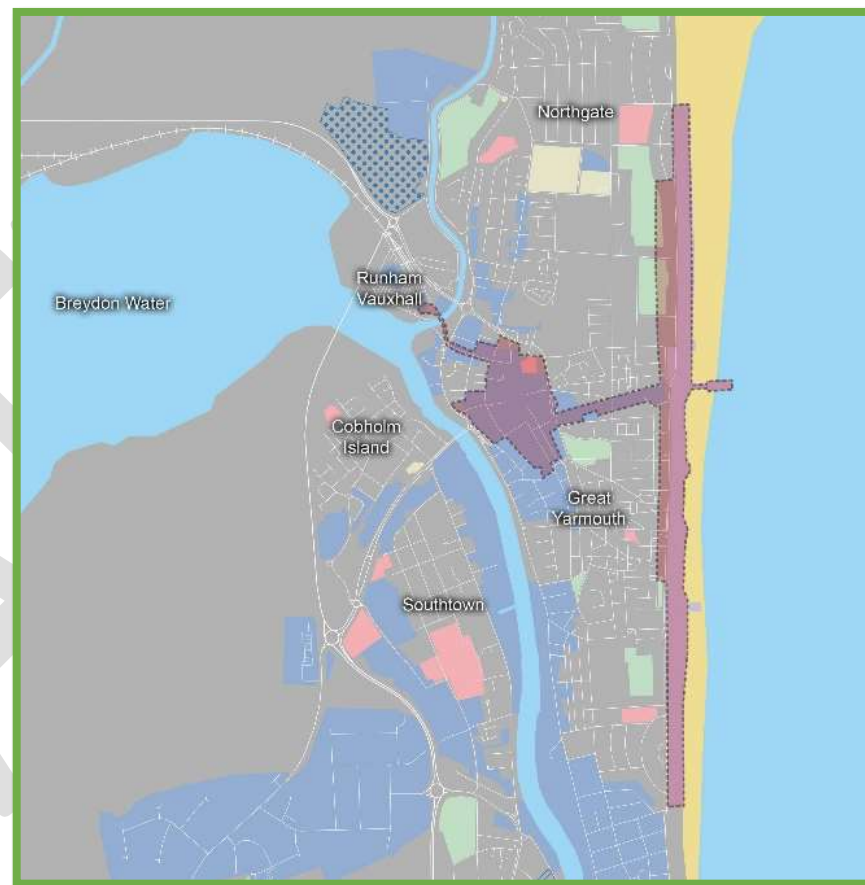 Northgate
Runham
Vauxhall
Breydon Water
Cobholm
Island
Great
Yarmouth
Southtown